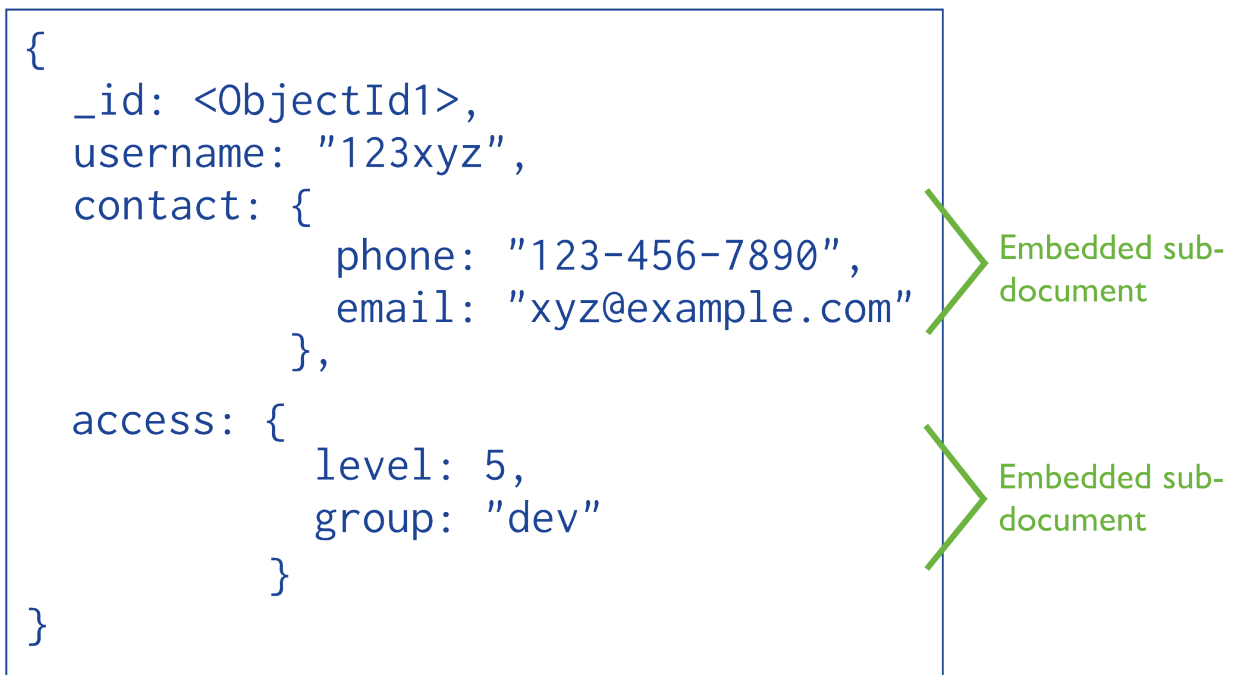 {
_id: <ObjectId1>,
username: "123xyz",
contact: {
phone: "123-456-7890",
email: "xyz@example.com"
},
access: {
level: 5,
group: "dev"
}
}
Embedded sub-
document
Embedded sub-
document